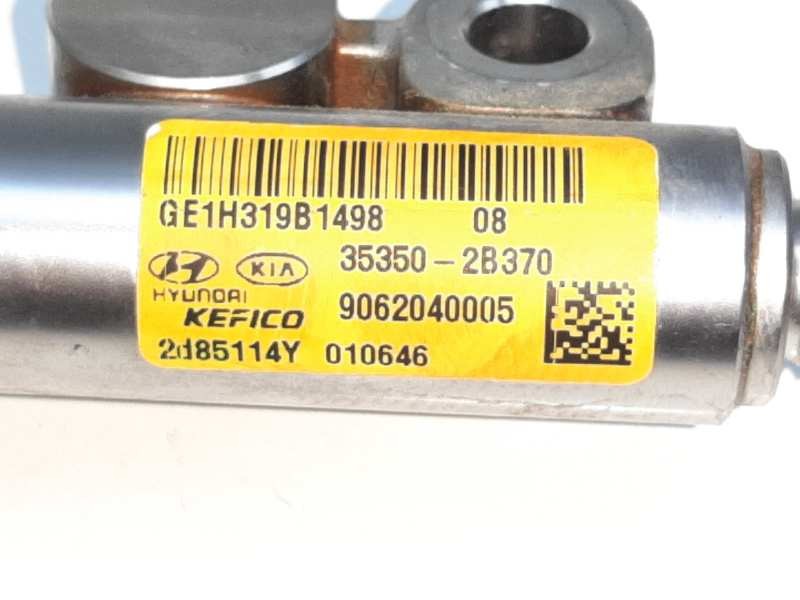 GE1H319B1498 08
KIA 35350-2B370
HYUNDAI
KEFICO 9062040005
2d85114Y 010646